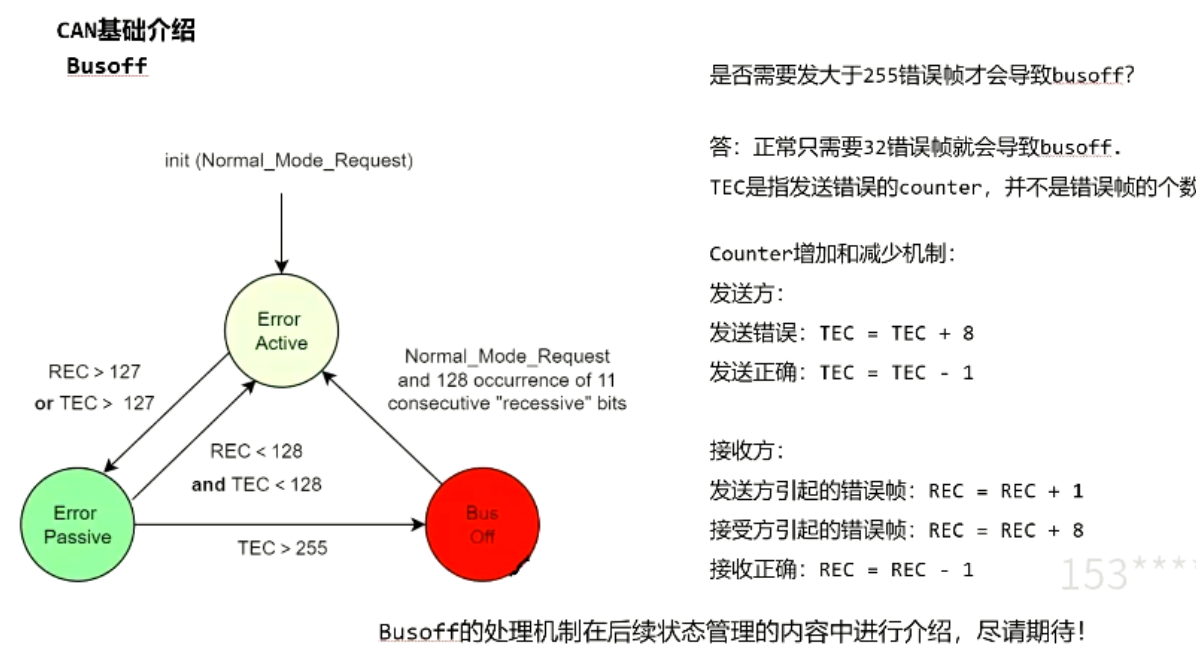 CAN基础介绍
Busoff
init (Normal_Mode_Request)
Error
Active
REC > 127
or TEC > 127
Normal_Mode_Request
and 128 occurrence of 11
consecutive "recessive" bits
REC < 128
and TEC < 128
Error
Passive
Bus
Off
TEC > 255
是否需要发大于255错误帧才会导致busoff?
答: 正常只需要32错误帧就会导致busoff.
TEC是指发送错误的counter, 并不是错误帧的个数
Counter增加和减少机制:
发送方:
发送错误: TEC = TEC + 8
发送正确: TEC = TEC - 1
接收方:
发送方引起的错误帧: REC = REC + 1
接受方引起的错误帧: REC = REC + 8
接收正确: REC = REC - 1
153****
Busoff的处理机制在后续状态管理的内容中进行介绍, 尽请期待!